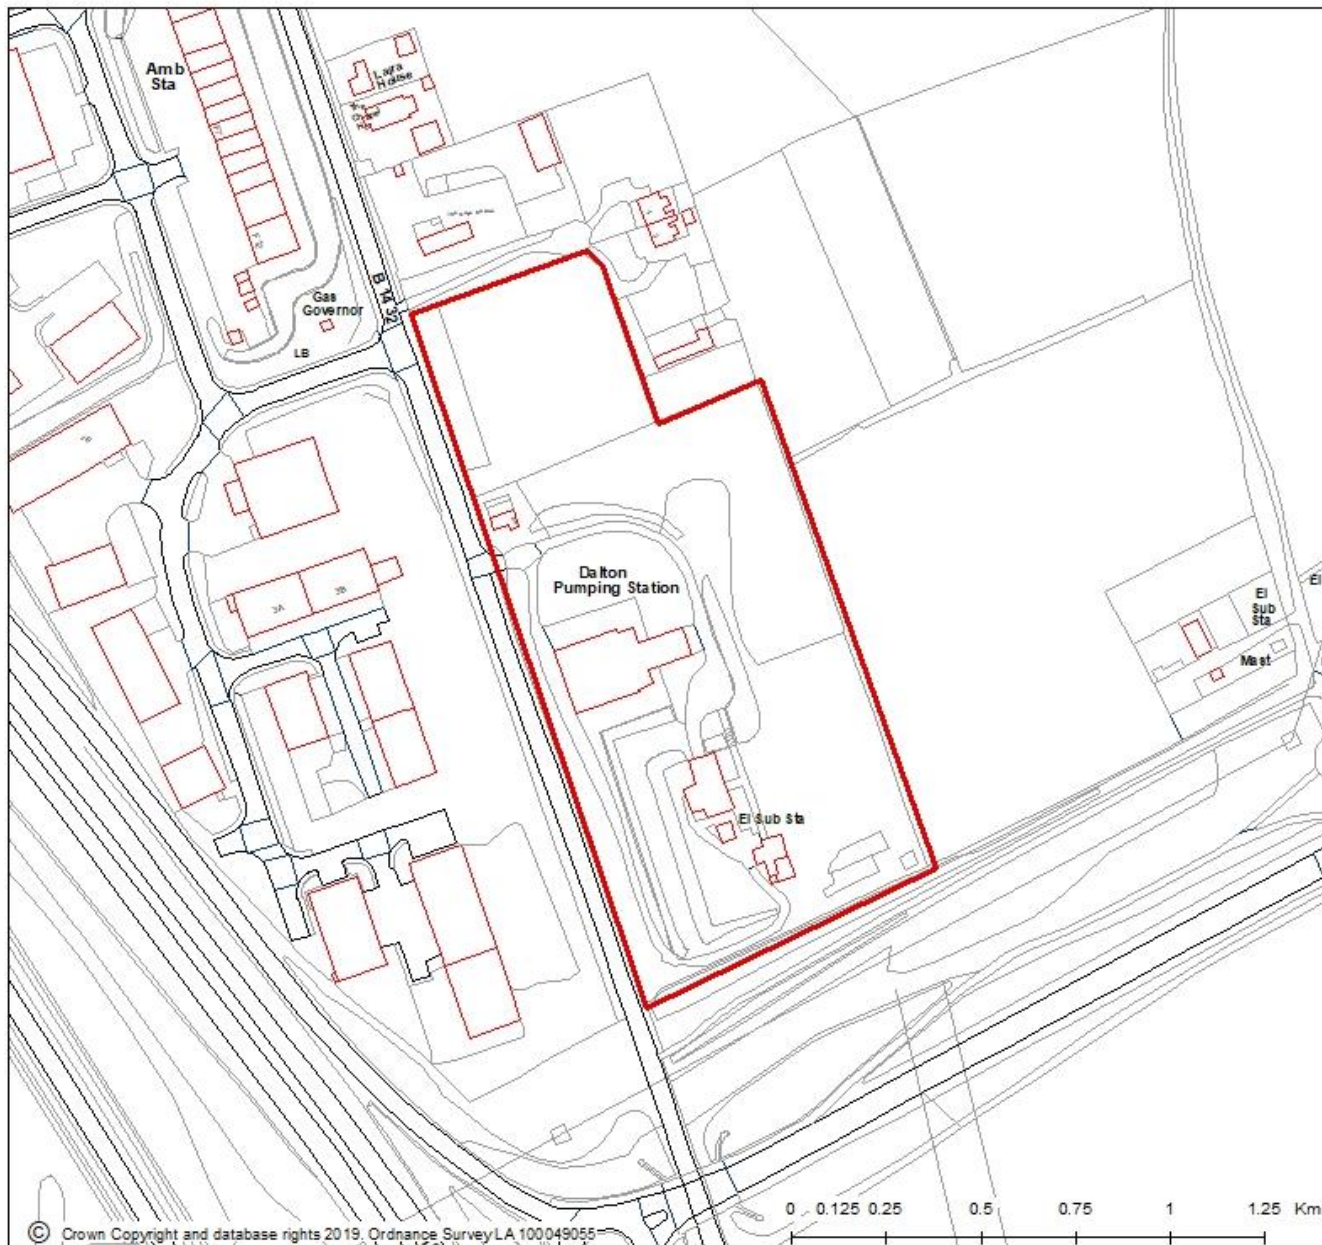 Amb
Sta
Laira
House
B 1432
Gas
Governor
LB
3A
3B
Dalton
Pumping Station
El Sub Sta
El
Sub
Sta
El
Mast
0 0.125 0.25 0.5 0.75 1 1.25 Km
© Crown Copyright and database rights 2019. Ordnance Survey LA 100049055